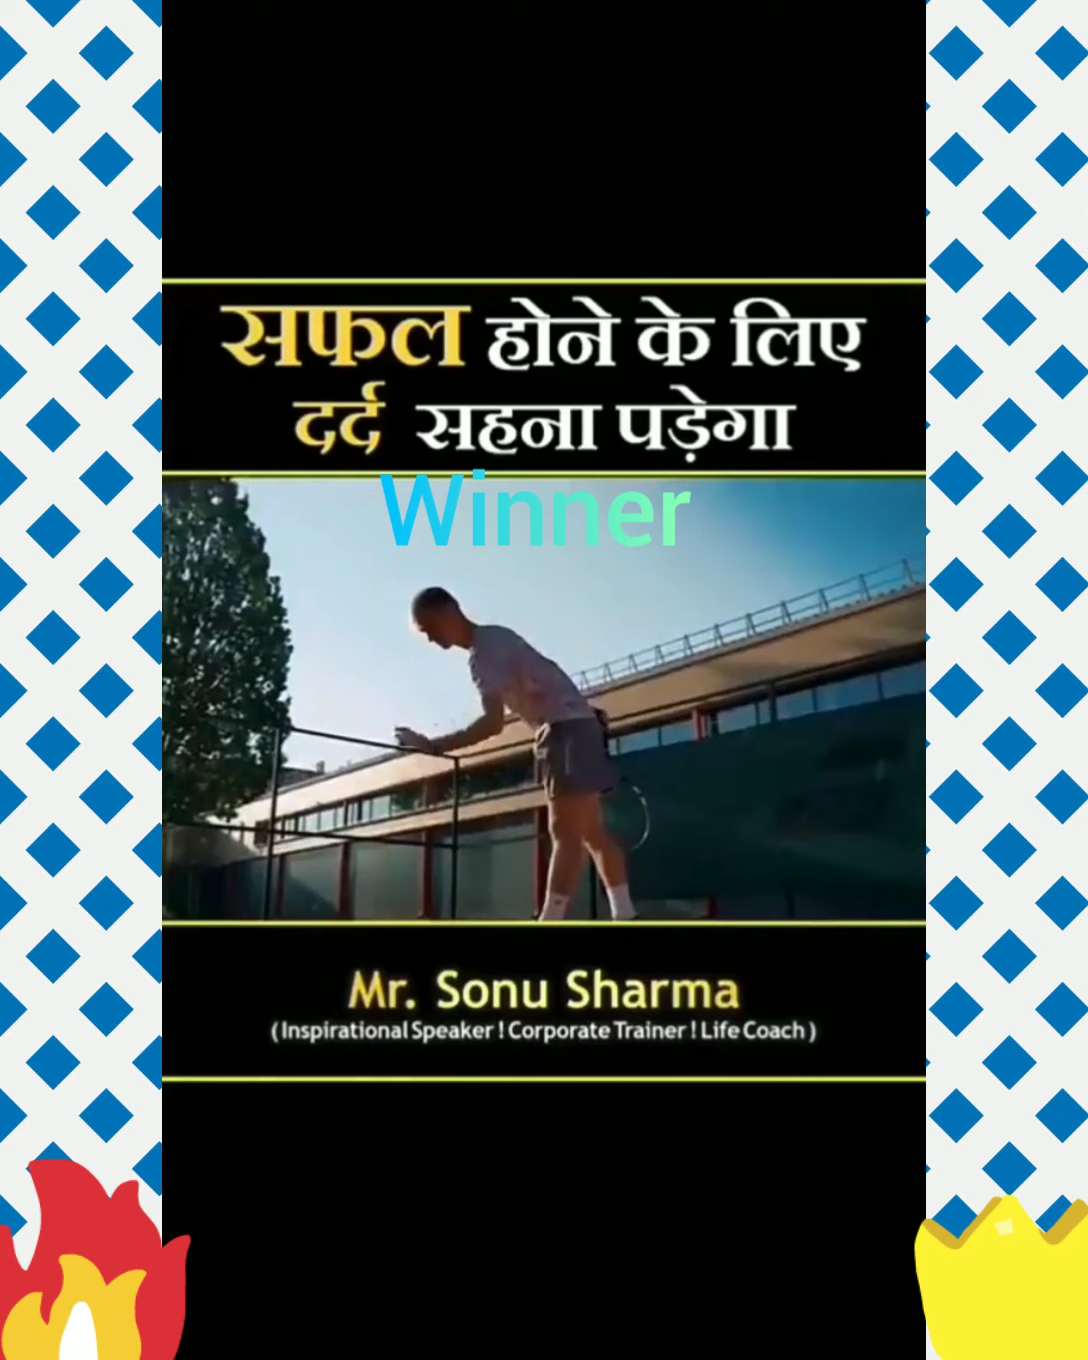 सफल होने के लिए
दर्द सहना पड़ेगा
Winner
Mr. Sonu Sharma
(Inspirational Speaker ! Corporate Trainer ! Life Coach)